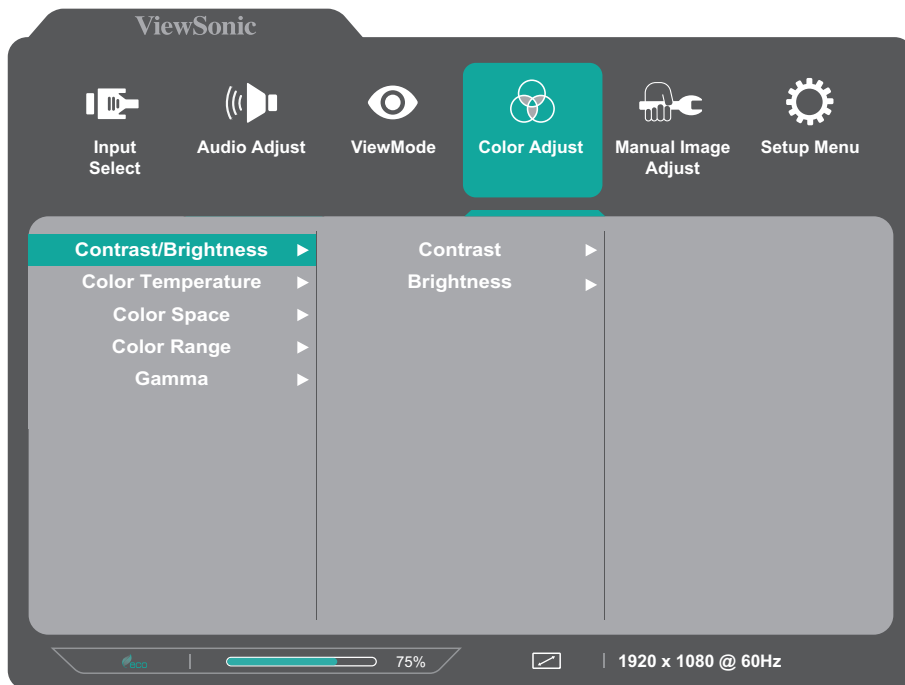 ViewSonic
Input
Select
Audio Adjust
ViewMode
Color Adjust
Manual Image
Adjust
Setup Menu
Contrast/Brightness
Color Temperature
Color Space
Color Range
Gamma
Contrast
Brightness
eco
75%
1920 x 1080 @ 60Hz